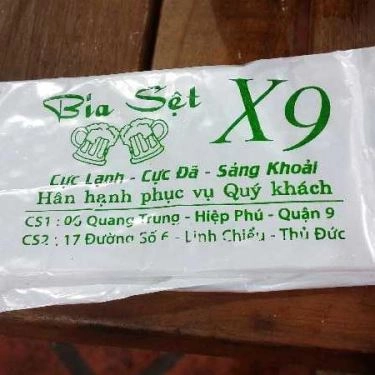 Bia Sệt X9
Cực Lạnh - Cực Đã - Sảng Khoải
Hân hạnh phục vụ Quý khách
CS1 : 06 Quang Trung - Hiệp Phú - Quận 9
CS2 : 17 Đường Số 6 - Linh Chiểu - Thủ Đức